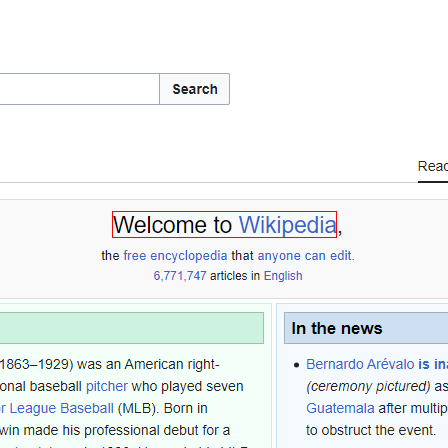 Search
Read
Welcome to Wikipedia,
the free encyclopedia that anyone can edit.
6,771,747 articles in English
In the news
1863–1929) was an American right-
onal baseball pitcher who played seven
r League Baseball (MLB). Born in
win made his professional debut for a
Bernardo Arévalo is in
(ceremony pictured) as
Guatemala after multip
to obstruct the event.